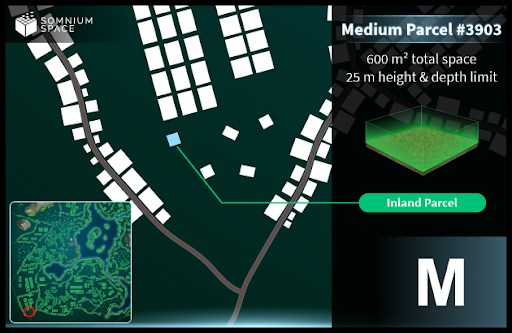 SOMNIUM
SPACE
Medium Parcel #3903
600 m² total space
25 m height & depth limit
Inland Parcel
M